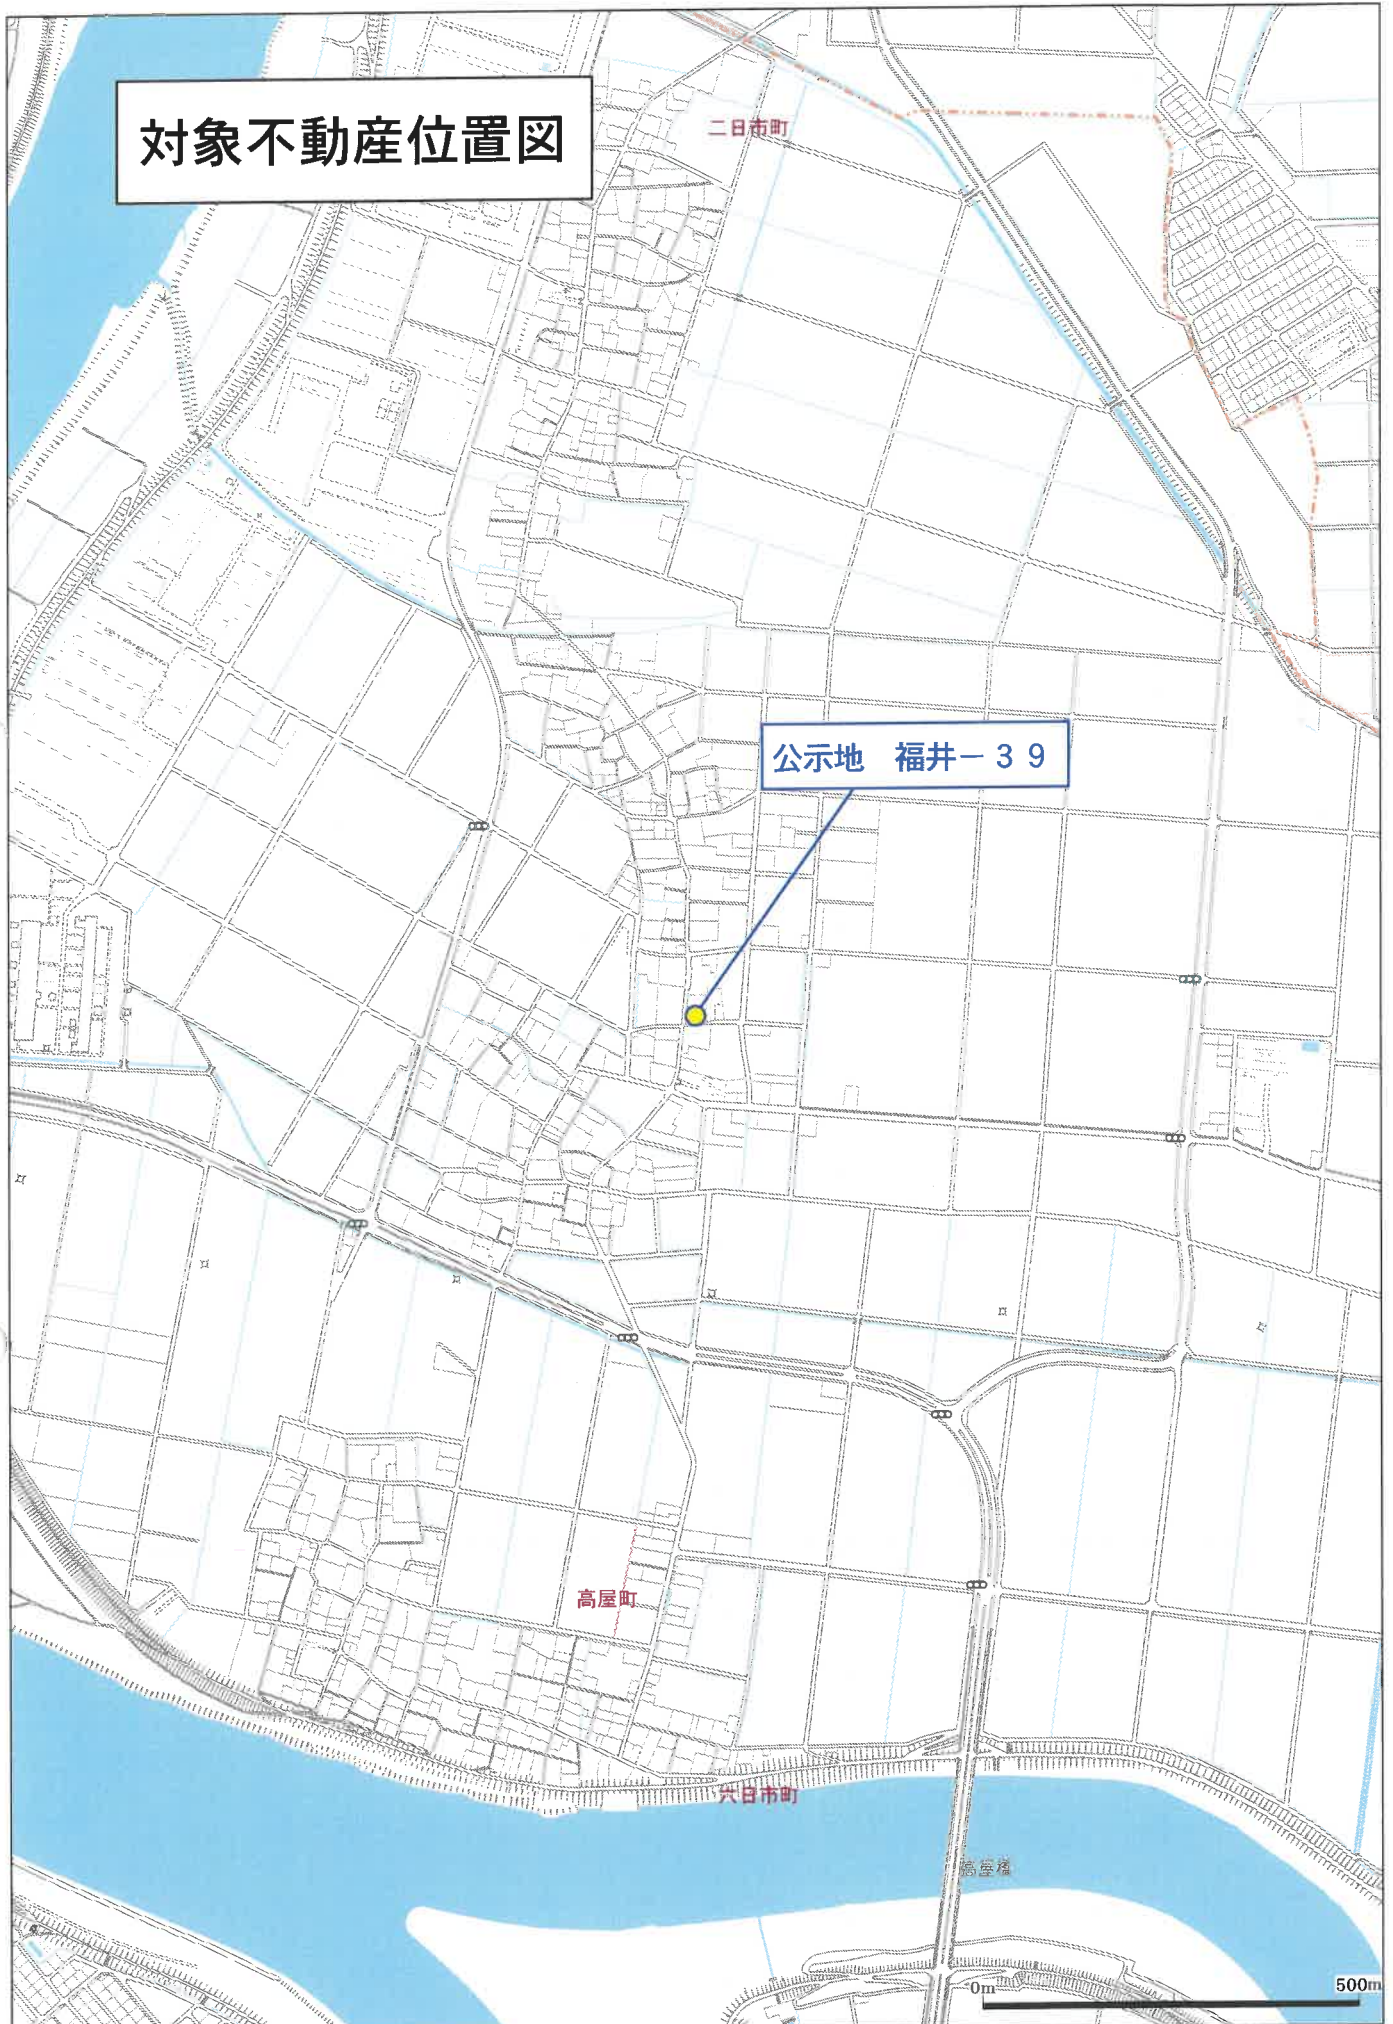 対象不動産位置図
二日市町
公示地　福井－３９
高屋町
六日市町
高屋橋
0m
500m